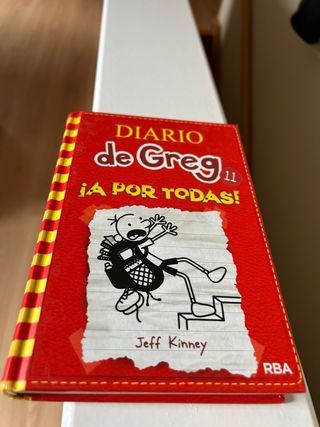 DIARIO
de Greg 11
¡A POR TODAS!
Jeff Kinney
RBA